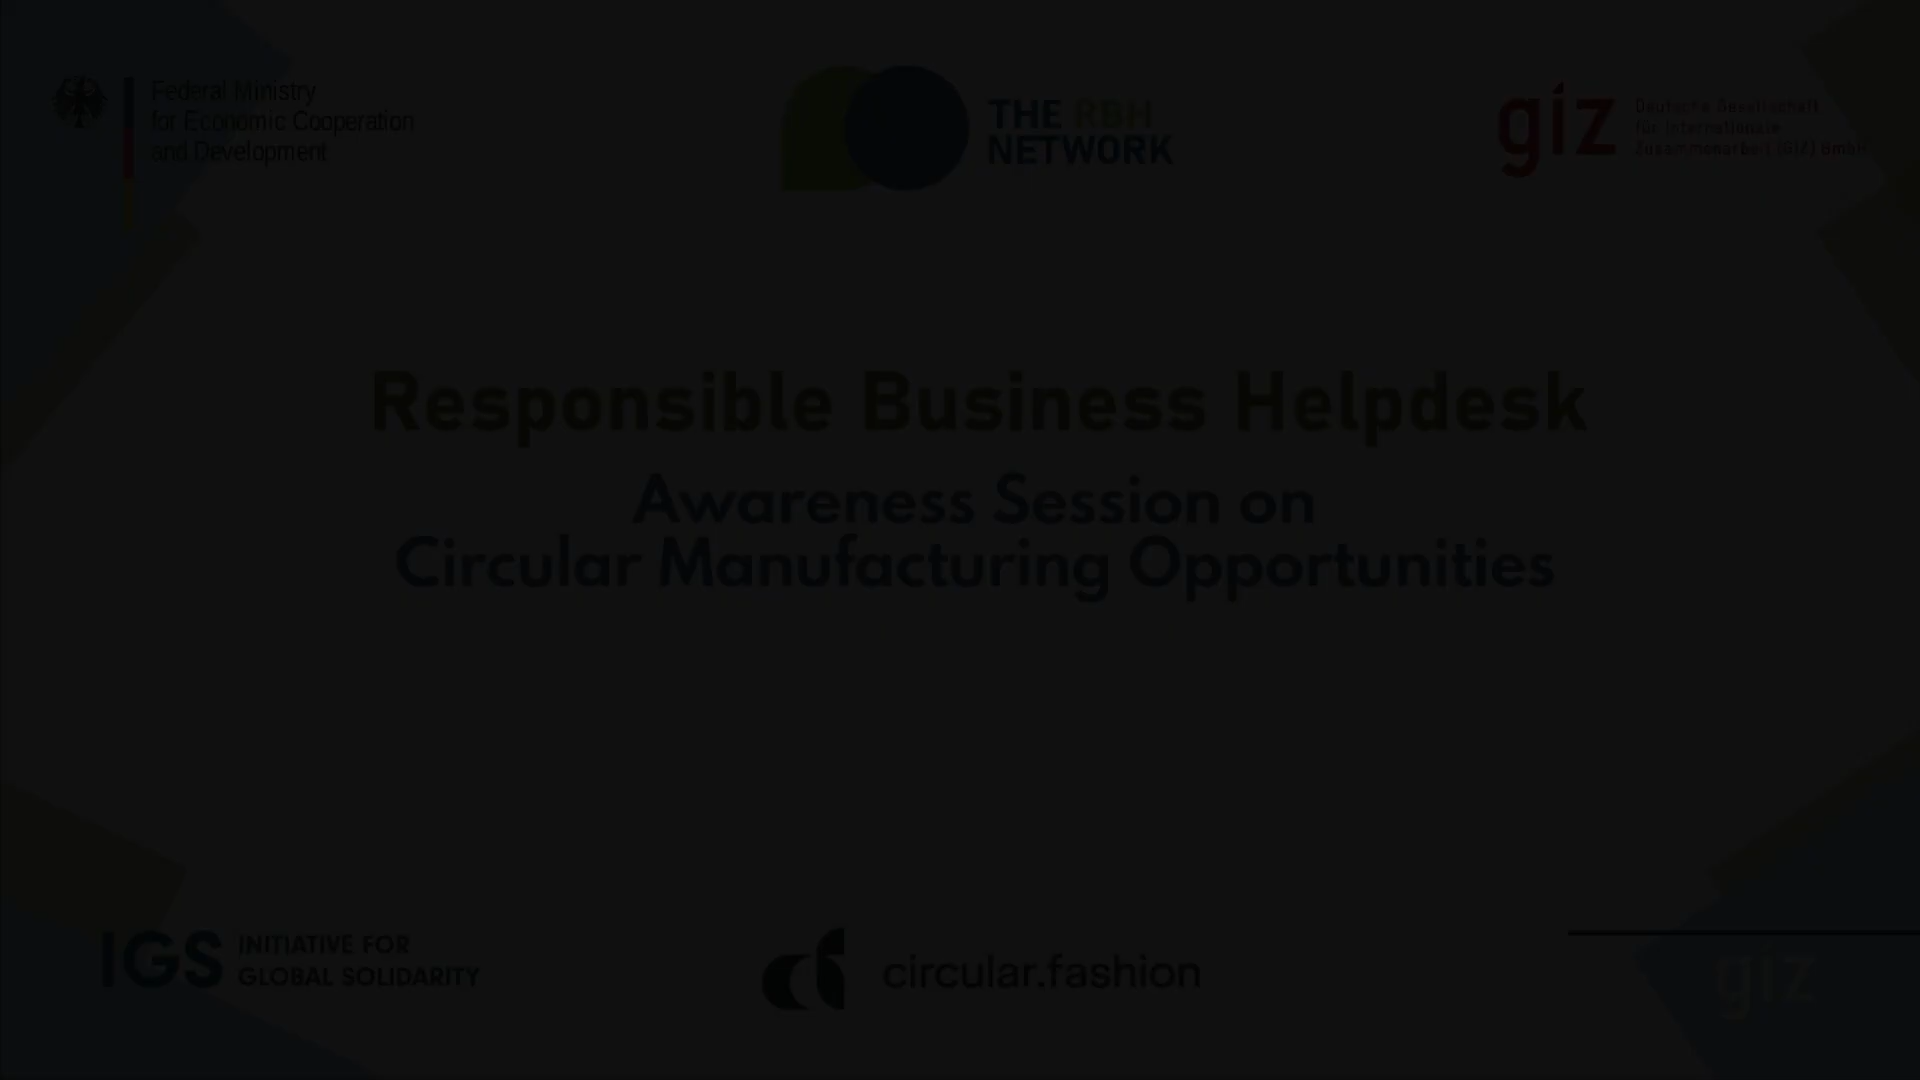 Federal Ministry
for Economic Cooperation
and Development
THE RBH
NETWORK
giz
Deutsche Gesellschaft
für Internationale
Zusammenarbeit (GIZ) GmbH
Responsible Business Helpdesk
Awareness Session on
Circular Manufacturing Opportunities
IGS
INITIATIVE FOR
GLOBAL SOLIDARITY
circular.fashion
giz